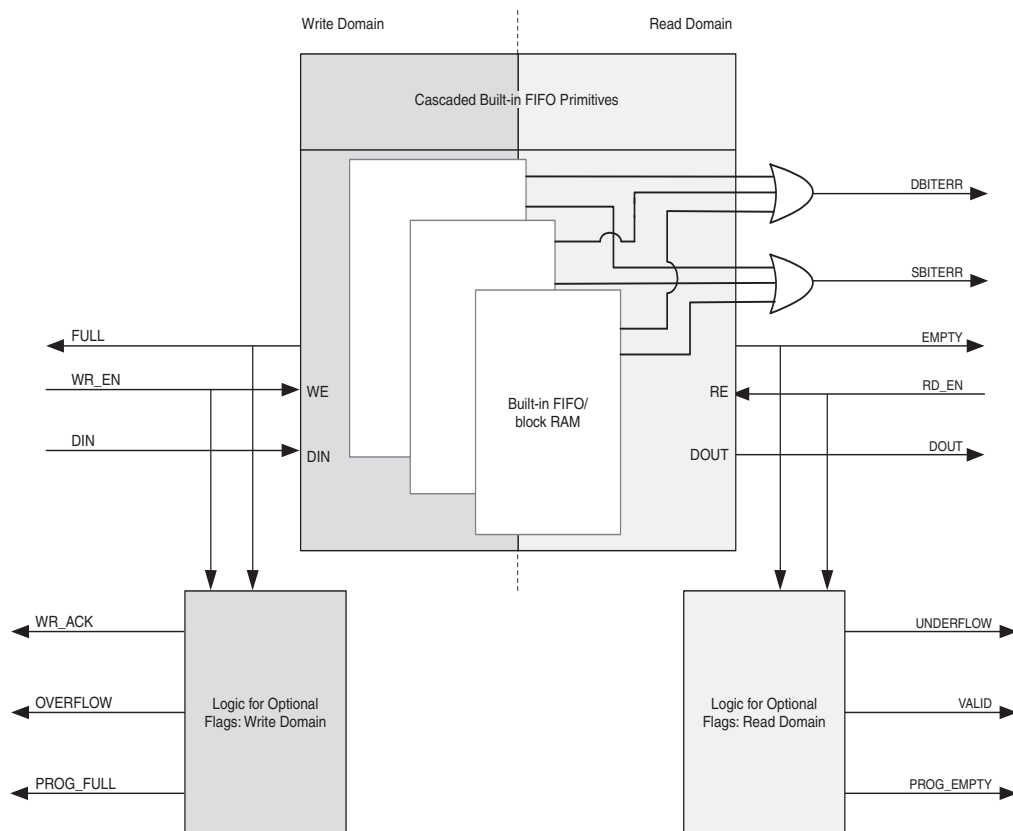 Write Domain
Read Domain
Cascaded Built-in FIFO Primitives
DBITERR
SBITERR
FULL
EMPTY
WR_EN
WE
RE
RD_EN
Built-in FIFO/
block RAM
DIN
DIN
DOUT
DOUT
WR_ACK
UNDERFLOW
OVERFLOW
Logic for Optional
Flags: Write Domain
Logic for Optional
Flags: Read Domain
VALID
PROG_FULL
PROG_EMPTY